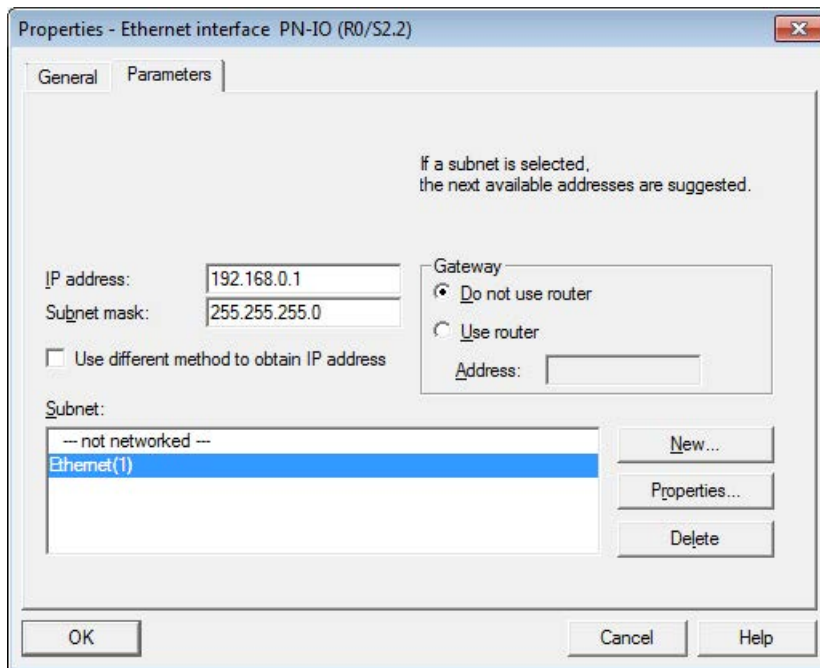 Properties - Ethernet interface PN-IO (R0/S2.2)
General
Parameters
If a subnet is selected,
the next available addresses are suggested.
IP address:
192.168.0.1
Subnet mask:
255.255.255.0
Use different method to obtain IP address
Gateway
Do not use router
Use router
Address:
Subnet:
--- not networked ---
Ethernet(1)
New...
Properties...
Delete
OK
Cancel
Help